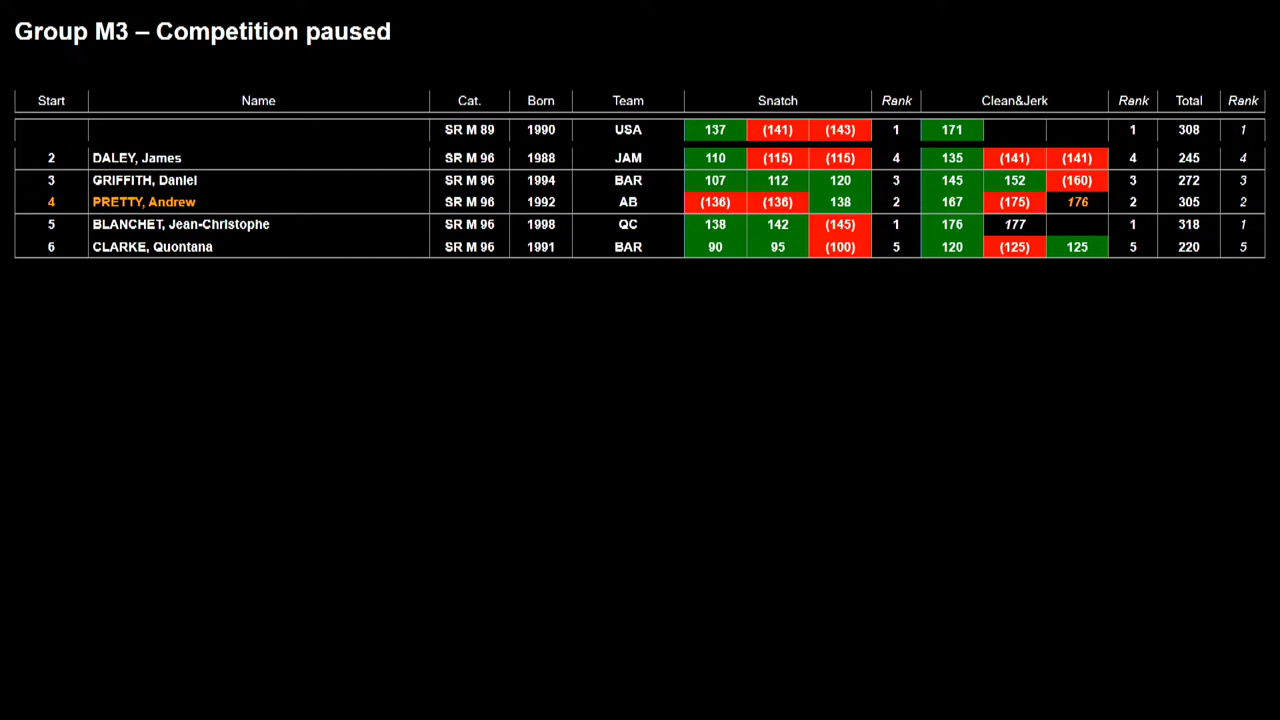 Group M3 – Competition paused
Start Name Cat. Born Team Snatch Rank Clean&Jerk Rank Total Rank
SR M 89 1990 USA 137 (141) (143) 1 171 1 308 1
2 DALEY, James SR M 96 1988 JAM 110 (115) (115) 4 135 (141) (141) 4 245 4
3 GRIFFITH, Daniel SR M 96 1994 BAR 107 112 120 3 145 152 (160) 3 272 3
4 PRETTY, Andrew SR M 96 1992 AB (136) (136) 138 2 167 (175) 176 2 305 2
5 BLANCHET, Jean-Christophe SR M 96 1998 QC 138 142 (145) 1 176 177 1 318 1
6 CLARKE, Quontana SR M 96 1991 BAR 90 95 (100) 5 120 (125) 125 5 220 5